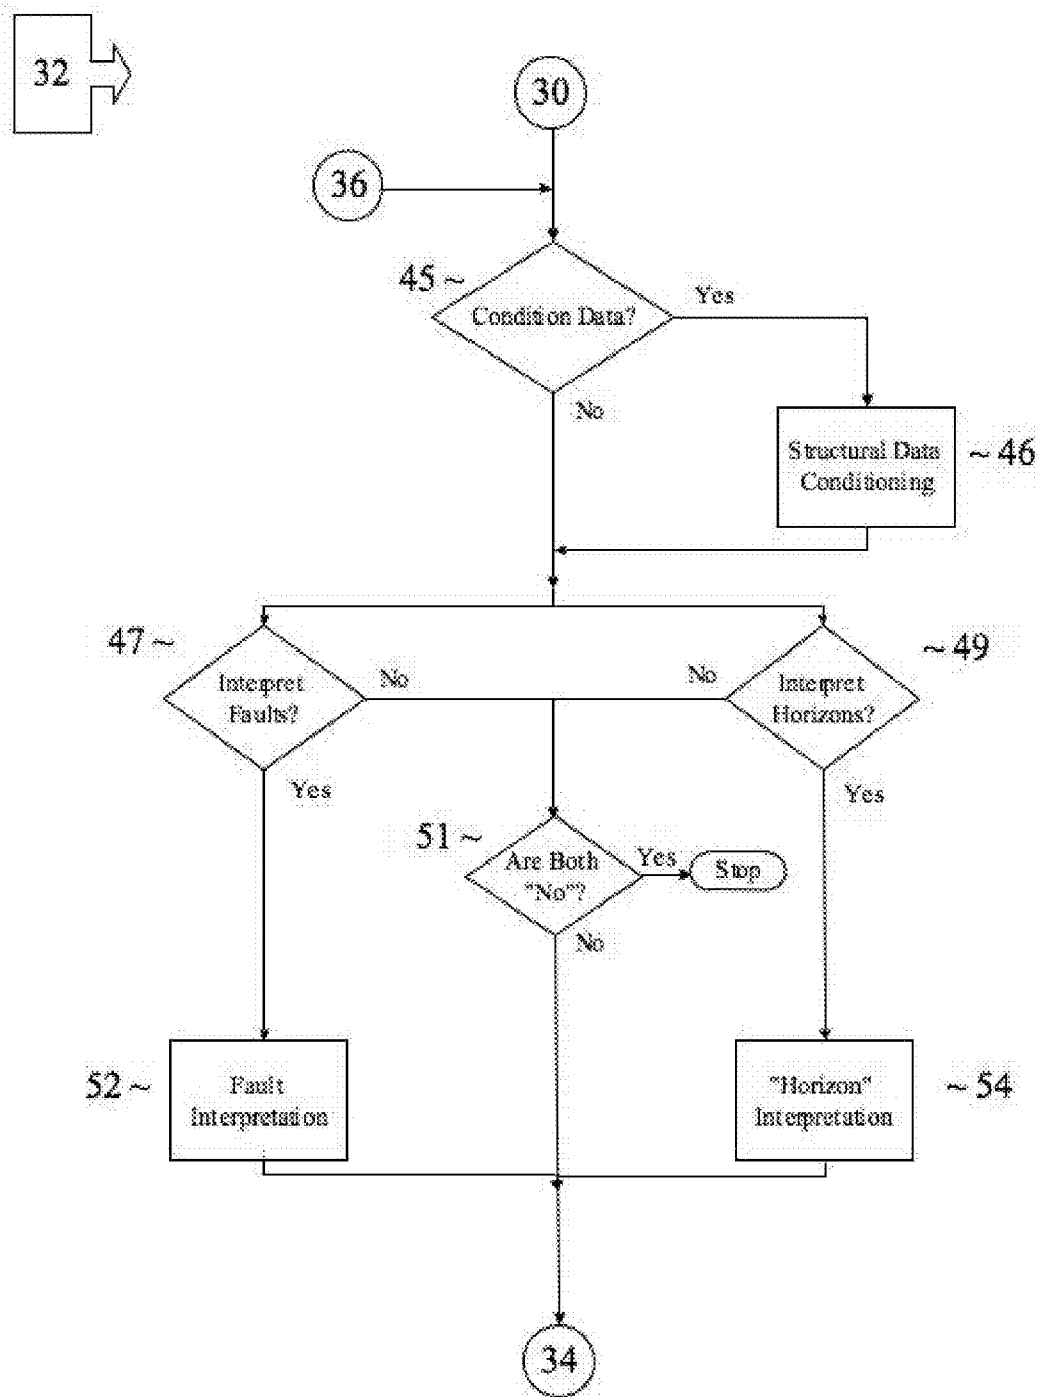 32
30
36
45 ~
Condition Data?
Yes
No
Structural Data
Conditioning
~ 46
47 ~
Interpret
Faults?
No
No
Interpret
Horizons?
~ 49
Yes
Yes
51 ~
Are Both
"No"?
Yes
Stop
No
52 ~
Fault
Interpretation
"Horizon"
Interpretation
~ 54
34